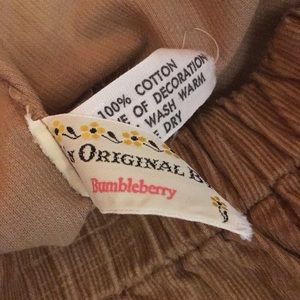 100% COTTON
OF DECORATION
WASH WARM
DRY
ORIGINAL
Bumbleberry